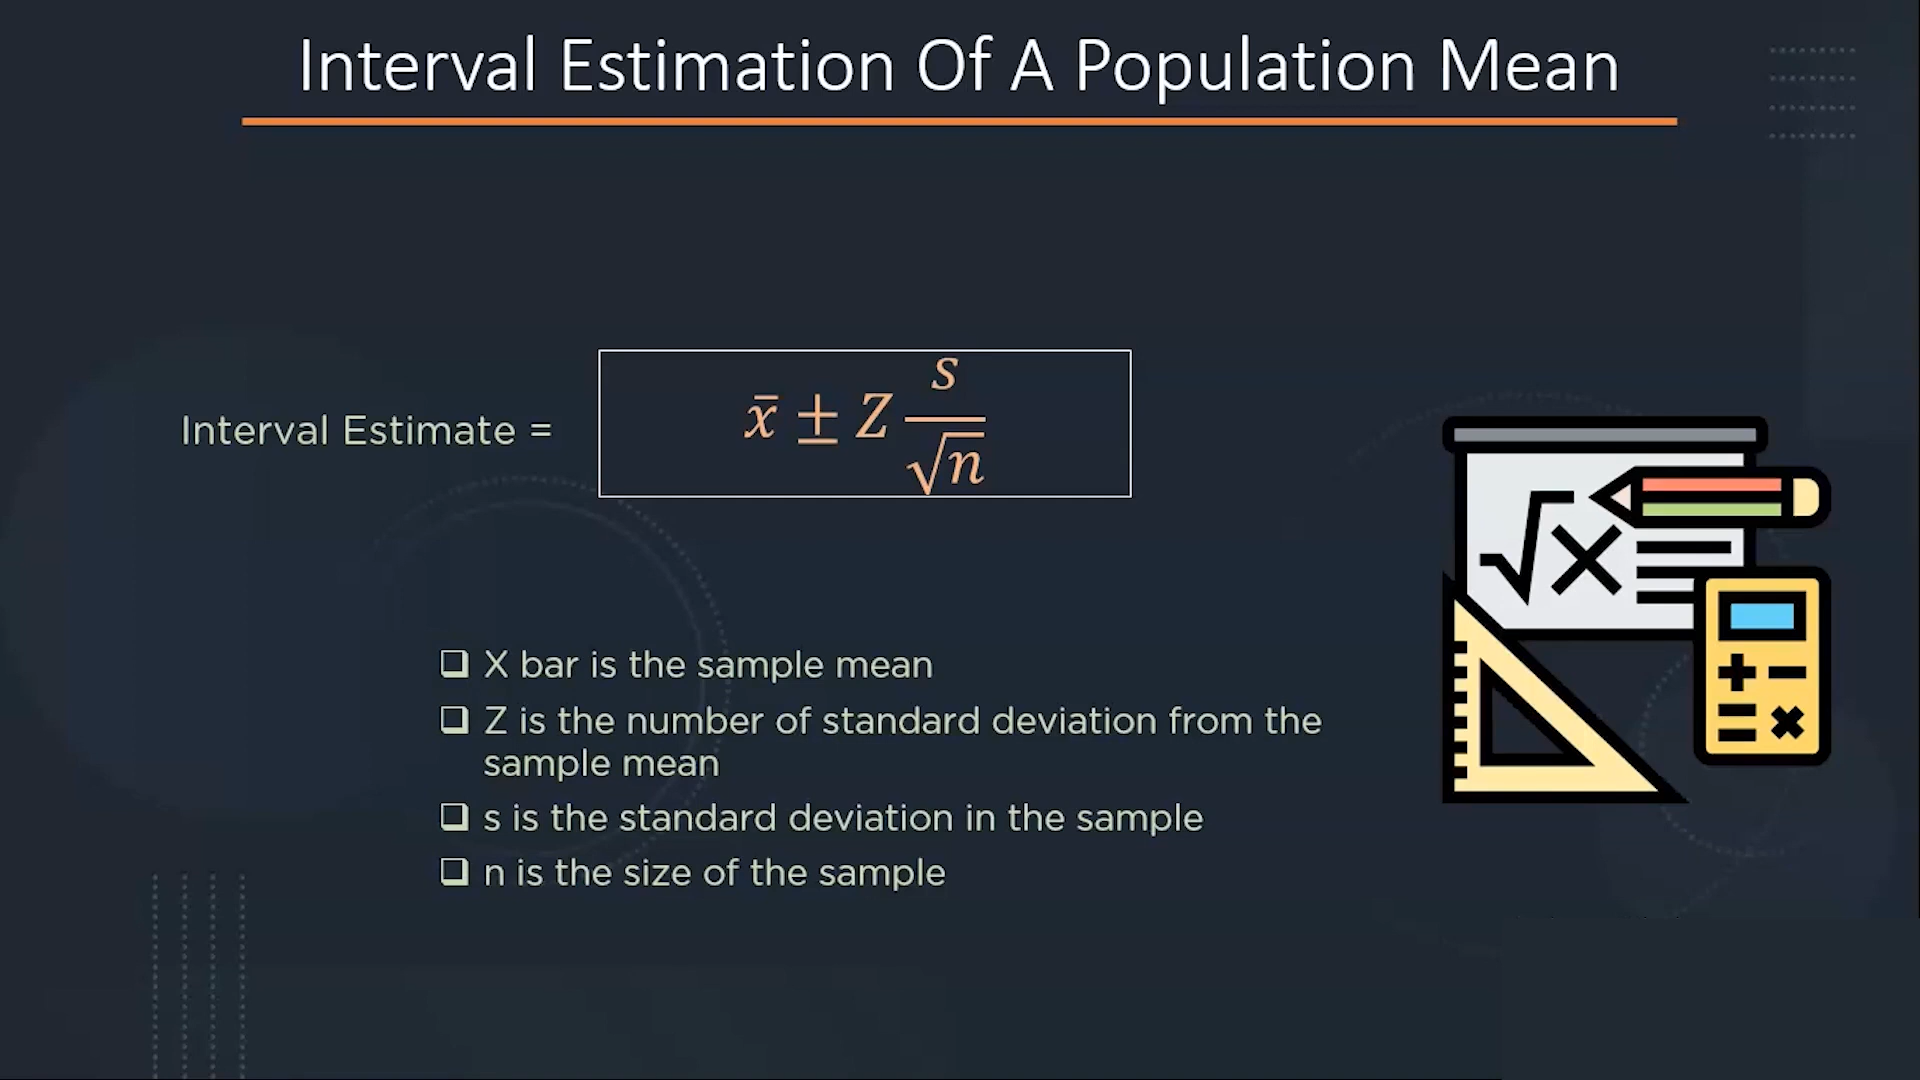 Interval Estimation Of A Population Mean
Interval Estimate = x̄ ± Z s/√n
❑ X bar is the sample mean
❑ Z is the number of standard deviation from the
sample mean
❑ s is the standard deviation in the sample
❑ n is the size of the sample
√x
+ −
= ×